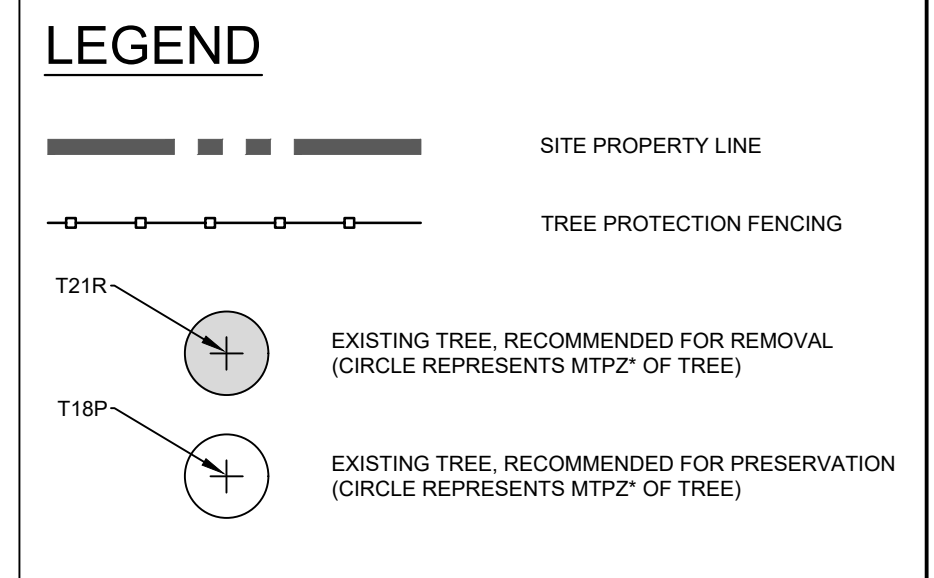 LEGEND
SITE PROPERTY LINE
TREE PROTECTION FENCING
T21R
EXISTING TREE, RECOMMENDED FOR REMOVAL
(CIRCLE REPRESENTS MTPZ* OF TREE)
T18P
EXISTING TREE, RECOMMENDED FOR PRESERVATION
(CIRCLE REPRESENTS MTPZ* OF TREE)